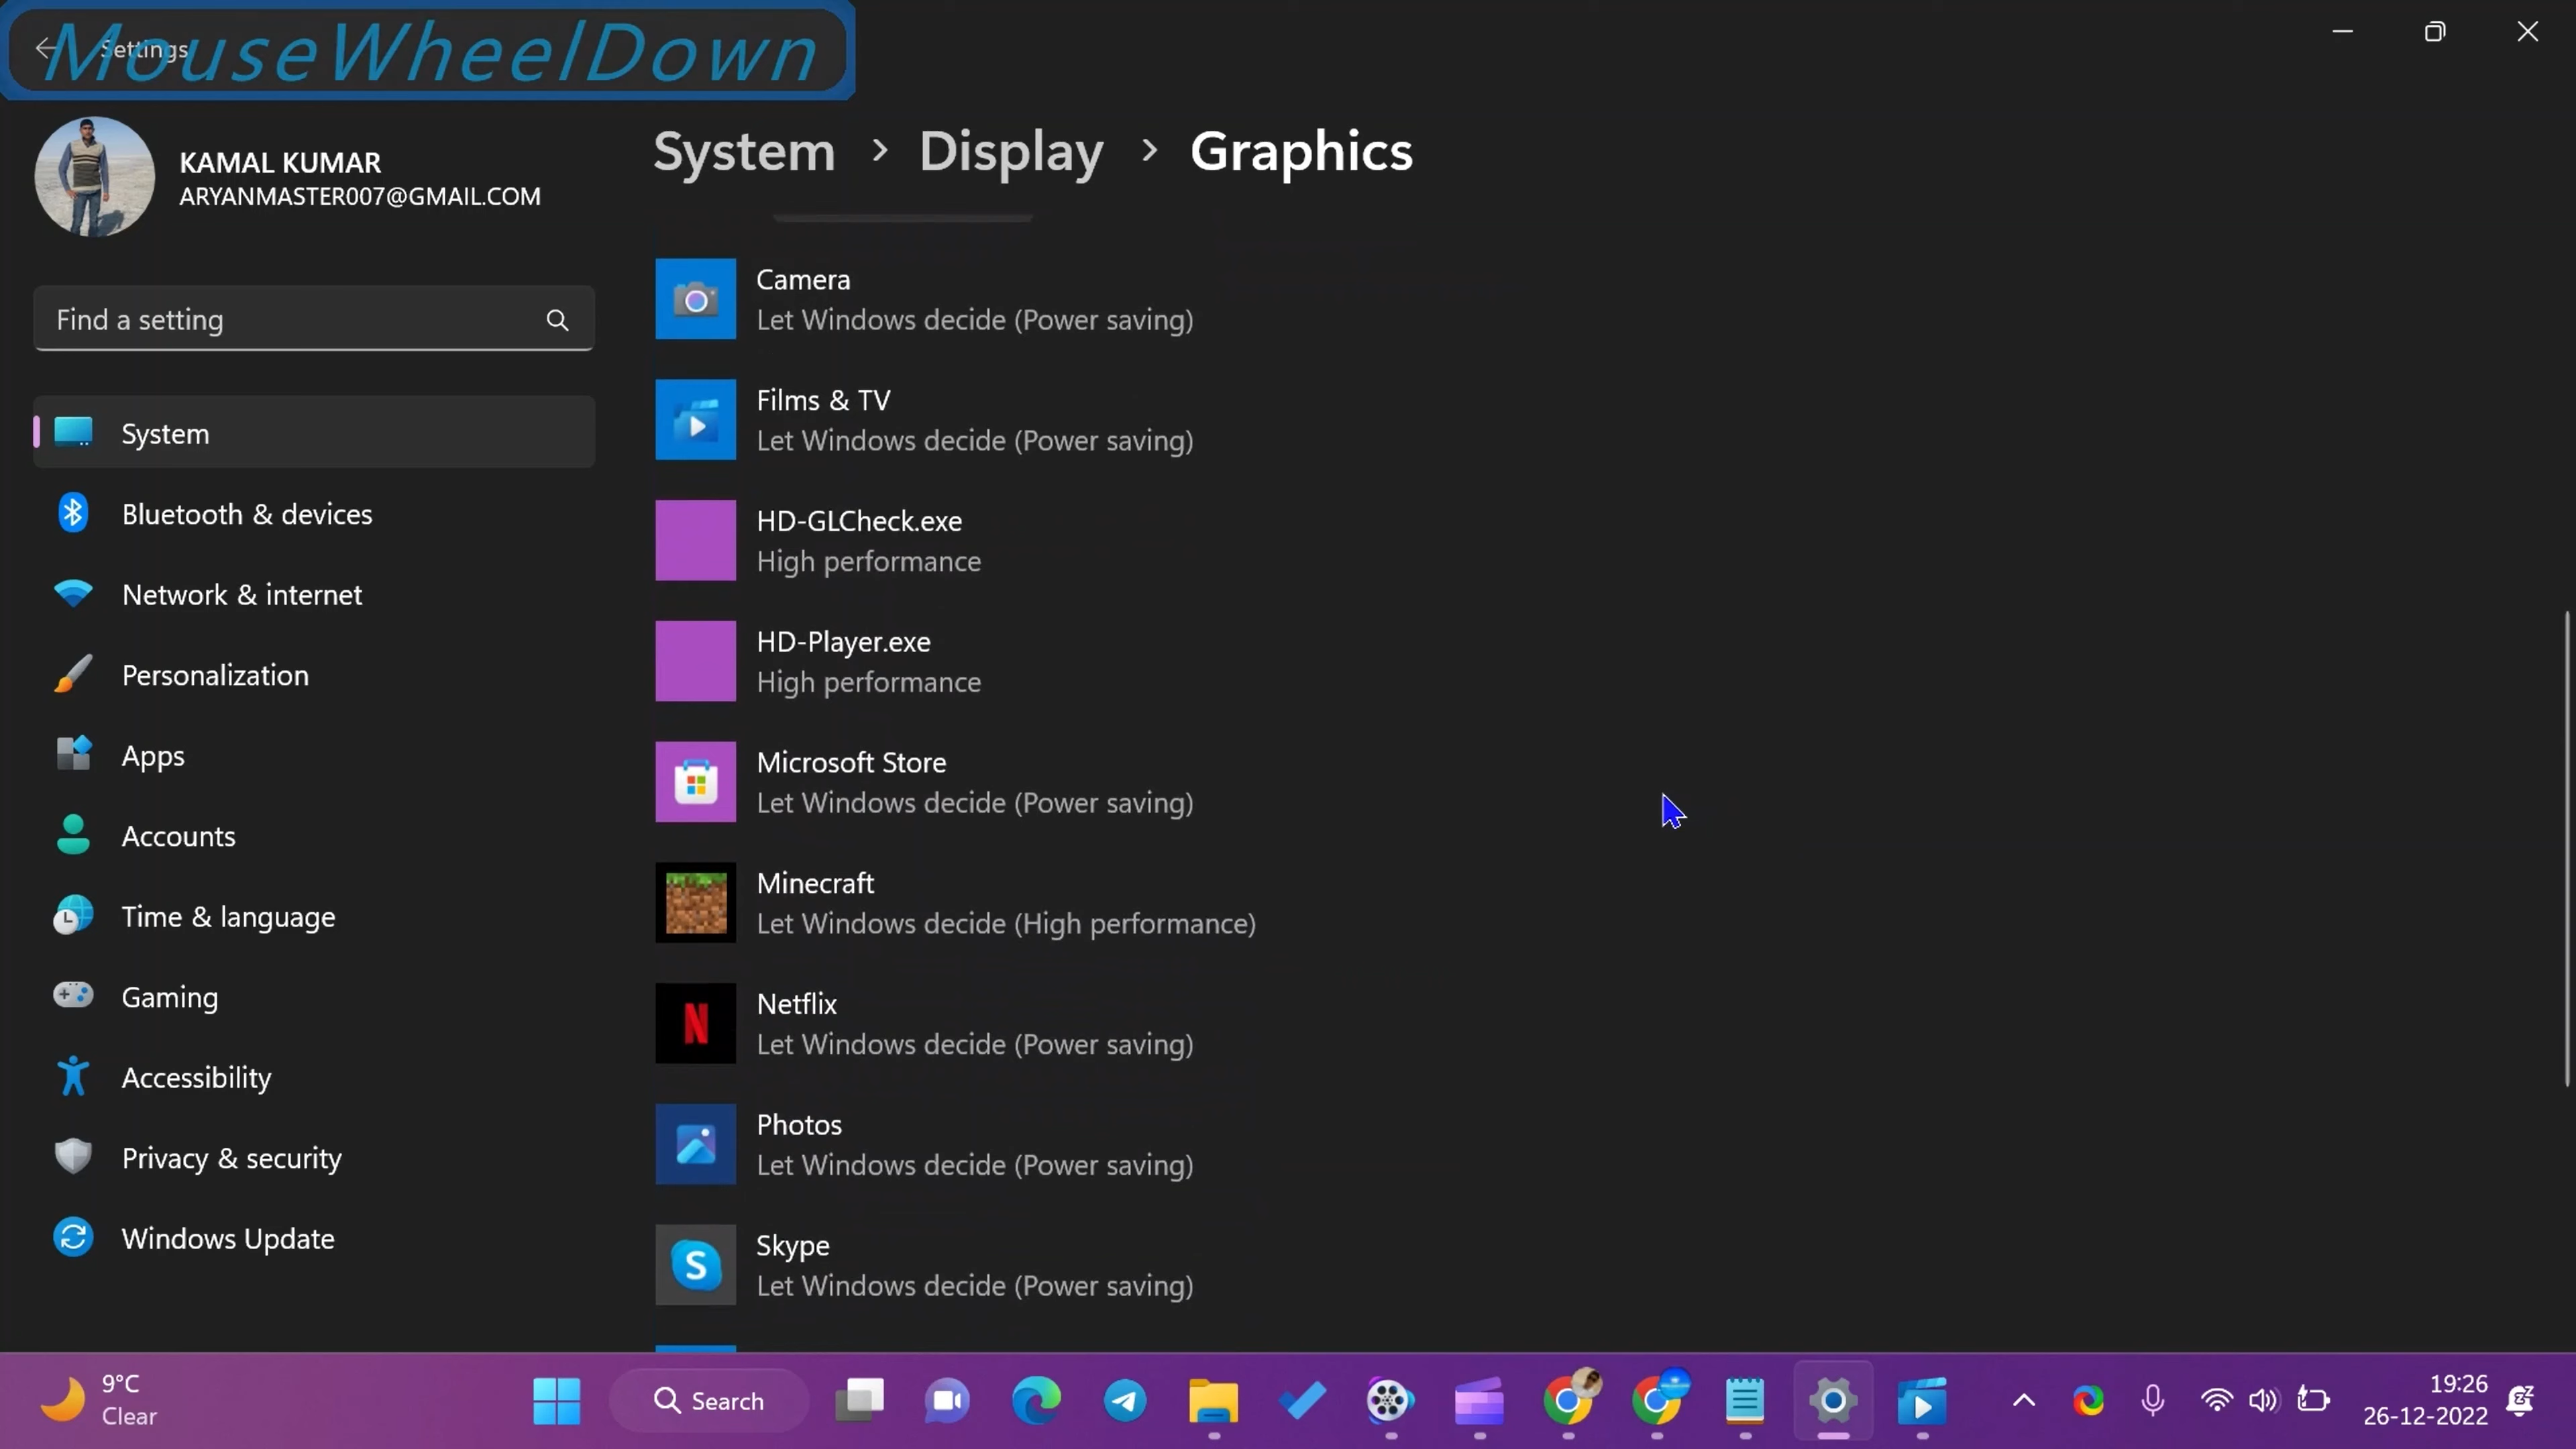 MouseWheelDown
Settings
KAMAL KUMAR
ARYANMASTER007@GMAIL.COM
Find a setting
System
Bluetooth & devices
Network & internet
Personalization
Apps
Accounts
Time & language
Gaming
Accessibility
Privacy & security
Windows Update
System > Display > Graphics
Camera
Let Windows decide (Power saving)
Films & TV
Let Windows decide (Power saving)
HD-GLCheck.exe
High performance
HD-Player.exe
High performance
Microsoft Store
Let Windows decide (Power saving)
Minecraft
Let Windows decide (High performance)
Netflix
Let Windows decide (Power saving)
Photos
Let Windows decide (Power saving)
Skype
Let Windows decide (Power saving)
9°C
Clear
Search
19:26
26-12-2022